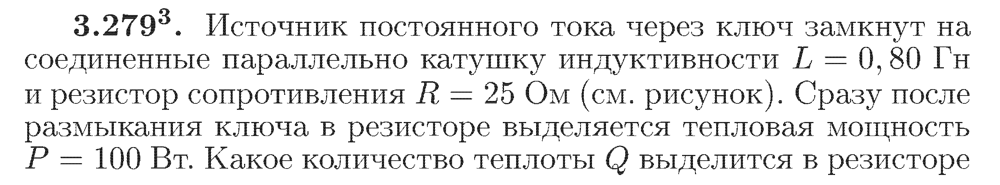 3.279³. Источник постоянного тока через ключ замкнут на
соединенные параллельно катушку индуктивности L = 0, 80 Гн
и резистор сопротивления R = 25 Ом (см. рисунок). Сразу после
размыкания ключа в резисторе выделяется тепловая мощность
P = 100 Вт. Какое количество теплоты Q выделится в резисторе